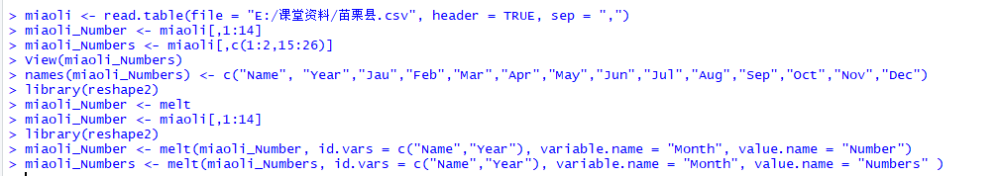 > miaoli <- read.table(file = "E:/课堂资料/苗栗县.csv", header = TRUE, sep = ",")
> miaoli_Number <- miaoli[,1:14]
> miaoli_Numbers <- miaoli[,c(1:2,15:26)]
> View(miaoli_Numbers)
> names(miaoli_Numbers) <- c("Name", "Year","Jau","Feb","Mar","Apr","May","Jun","Jul","Aug","Sep","Oct","Nov","Dec")
> library(reshape2)
> miaoli_Number <- melt
> miaoli_Number <- miaoli[,1:14]
> library(reshape2)
> miaoli_Number <- melt(miaoli_Number, id.vars = c("Name","Year"), variable.name = "Month", value.name = "Number")
> miaoli_Numbers <- melt(miaoli_Numbers, id.vars = c("Name","Year"), variable.name = "Month", value.name = "Numbers" )